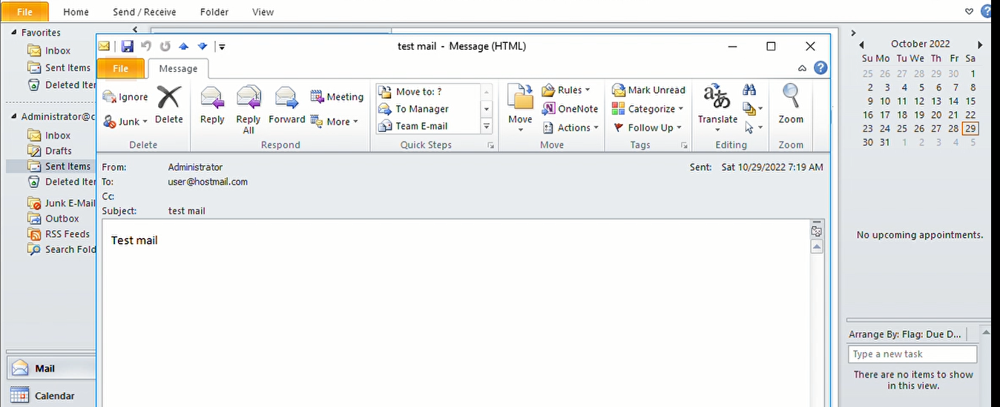 File Home Send / Receive Folder View
Favorites
Inbox
Sent Items
Deleted Iter
Administrator@c
Inbox
Drafts
Sent Items
Deleted Iter
Junk E-Mail
Outbox
RSS Feeds
Search Fold
Mail
Calendar
test mail - Message (HTML)
File Message
Ignore
Junk
Delete
Delete
Reply
Reply
All
Forward
Meeting
More
Respond
Move to: ?
To Manager
Team E-mail
Quick Steps
Move
Rules
OneNote
Actions
Move
Mark Unread
Categorize
Follow Up
Tags
Translate
Editing
Zoom
Zoom
From: Administrator
Sent: Sat 10/29/2022 7:19 AM
To: user@hostmail.com
Cc:
Subject: test mail
Test mail
October 2022
Su Mo Tu We Th Fr Sa
25 26 27 28 29 30 1
2 3 4 5 6 7 8
9 10 11 12 13 14 15
16 17 18 19 20 21 22
23 24 25 26 27 28 29
30 31 1 2 3 4 5
No upcoming appointments.
Arrange By: Flag: Due D...
Type a new task
There are no items to show
in this view.